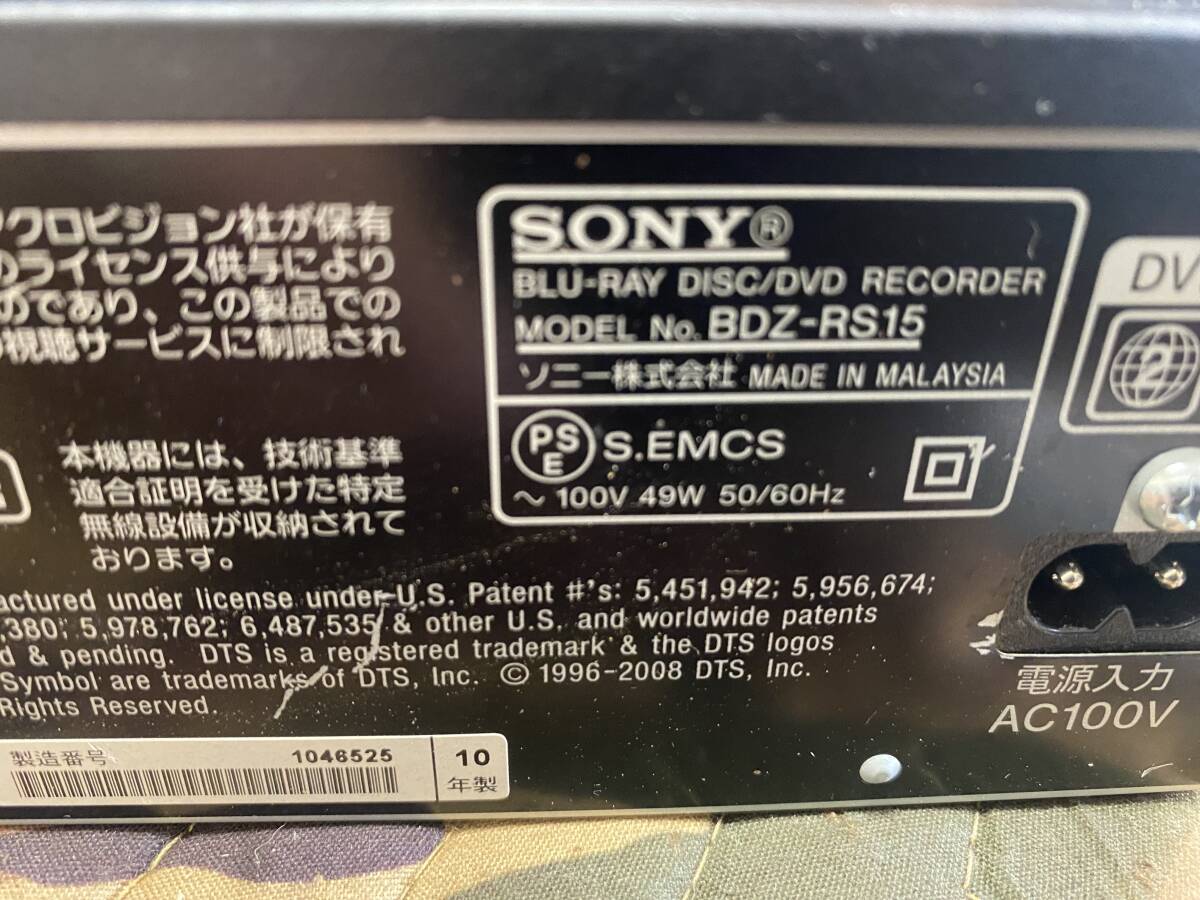 クロビジョン社が保有
のライセンス供与により
のであり、この製品での
視聴サービスに制限され
SONY®
BLU-RAY DISC/DVD RECORDER
MODEL No. BDZ-RS15
ソニー株式会社 MADE IN MALAYSIA
PSE S.EMCS
~ 100V 49W 50/60Hz
DV
2
本機器には、技術基準
適合証明を受けた特定
無線設備が収納されて
おります。
actured under license under U.S. Patent #'s: 5,451,942; 5,956,674;
,380; 5,978,762; 6,487,535 & other U.S. and worldwide patents
d & pending. DTS is a registered trademark & the DTS logos
Symbol are trademarks of DTS, Inc. © 1996-2008 DTS, Inc.
Rights Reserved.
電源入力
AC100V
製造番号 1046525
10
年製